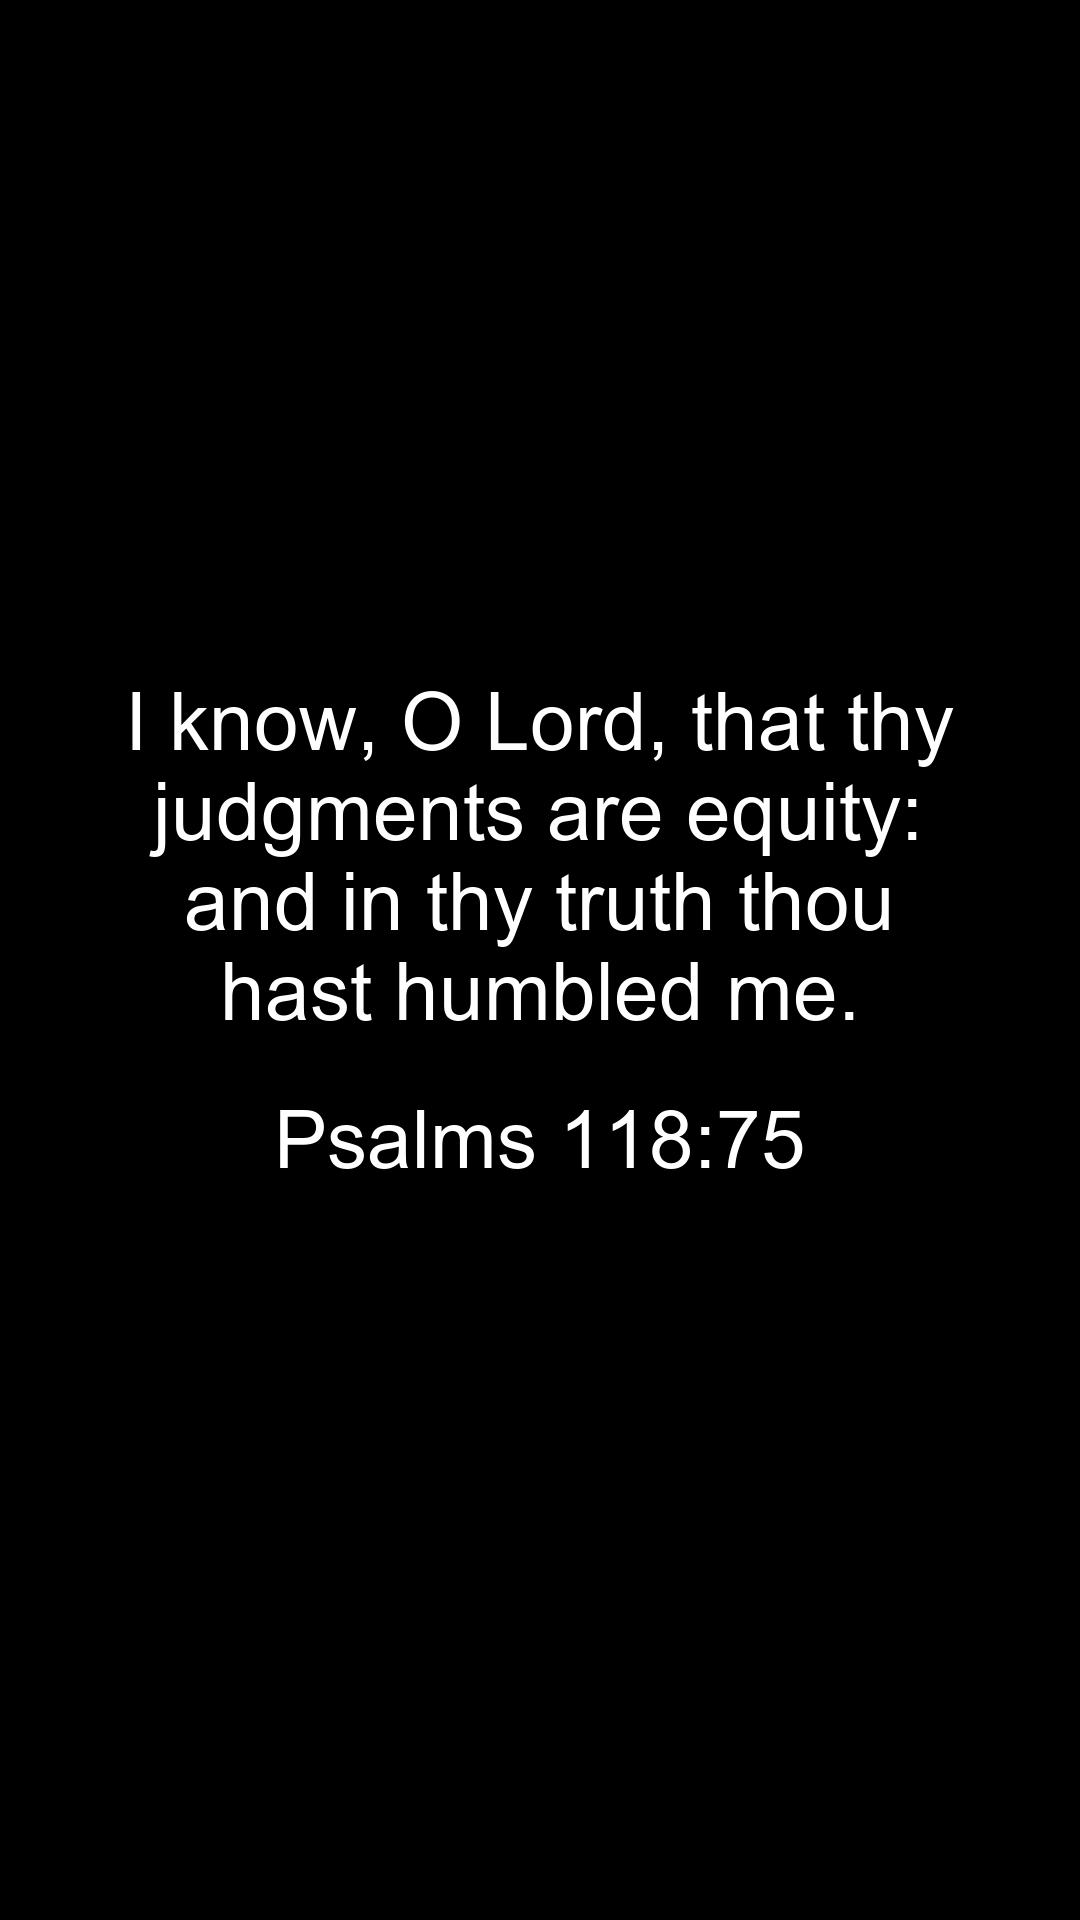 I know, O Lord, that thy
judgments are equity:
and in thy truth thou
hast humbled me.
Psalms 118:75